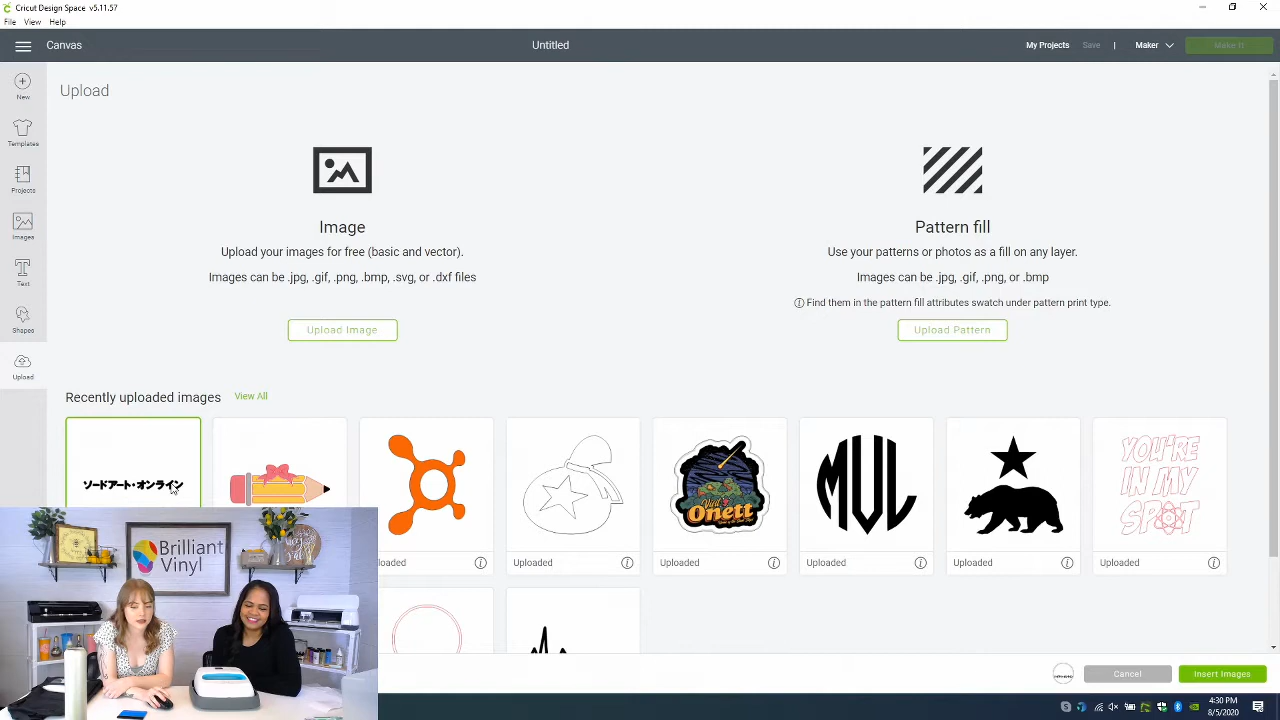 Cricut Design Space v5.11.57
File View Help
Canvas
Untitled
My Projects Save | Maker Make It
New
Templates
Projects
Images
Text
Shapes
Upload
Upload
Image
Upload your images for free (basic and vector).
Images can be .jpg, .gif, .png, .bmp, .svg, or .dxf files
Upload Image
Pattern fill
Use your patterns or photos as a fill on any layer.
Images can be .jpg, .gif, .png, or .bmp
Find them in the pattern fill attributes swatch under pattern print type.
Upload Pattern
Recently uploaded images View All
ソードアート・オンライン
Visit
Onett
MUL
YOU'RE
IN MY
SPOT
loaded
Uploaded
Uploaded
Uploaded
Uploaded
Uploaded
Brilliant
Vinyl
Cancel
Insert Images
4:30 PM
8/5/2020